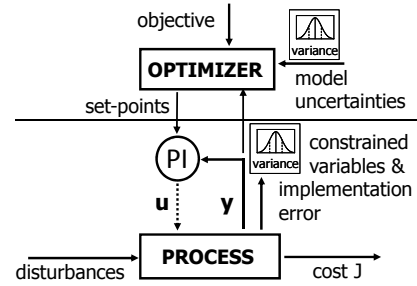 objective
variance
OPTIMIZER
model
uncertainties
set-points
PI
variance
constrained
variables &
implementation
error
u
y
PROCESS
disturbances
cost J